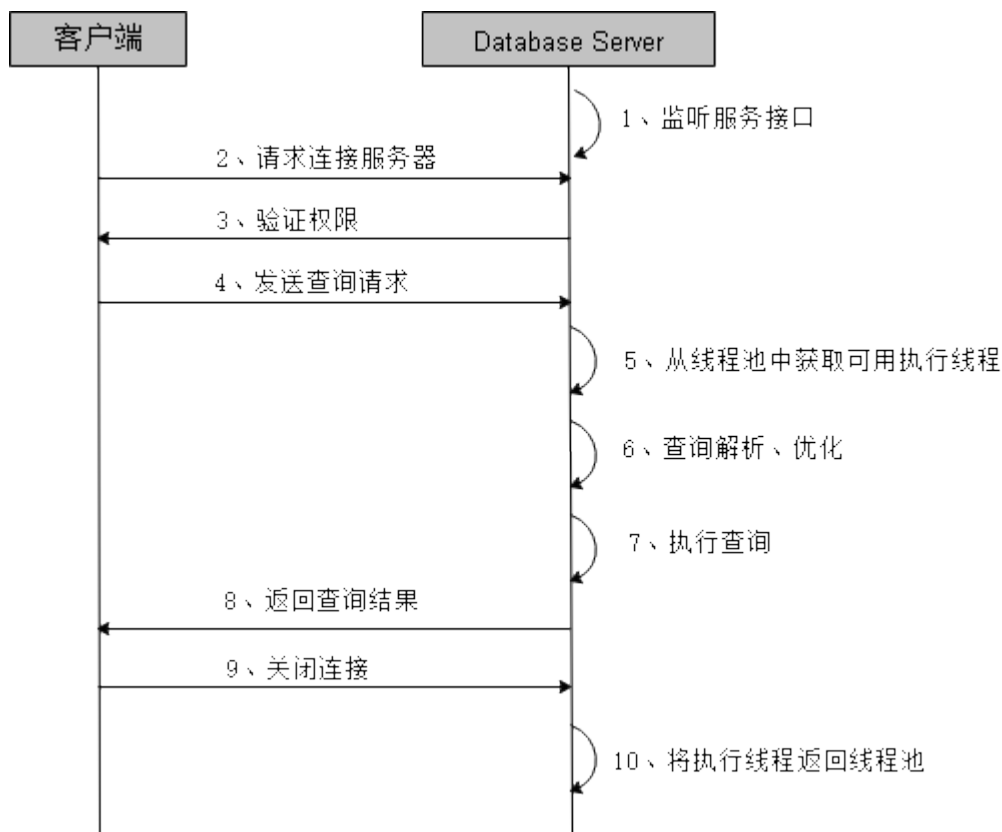 客户端
Database Server
1、监听服务接口
2、请求连接服务器
3、验证权限
4、发送查询请求
5、从线程池中获取可用执行线程
6、查询解析、优化
7、执行查询
8、返回查询结果
9、关闭连接
10、将执行线程返回线程池